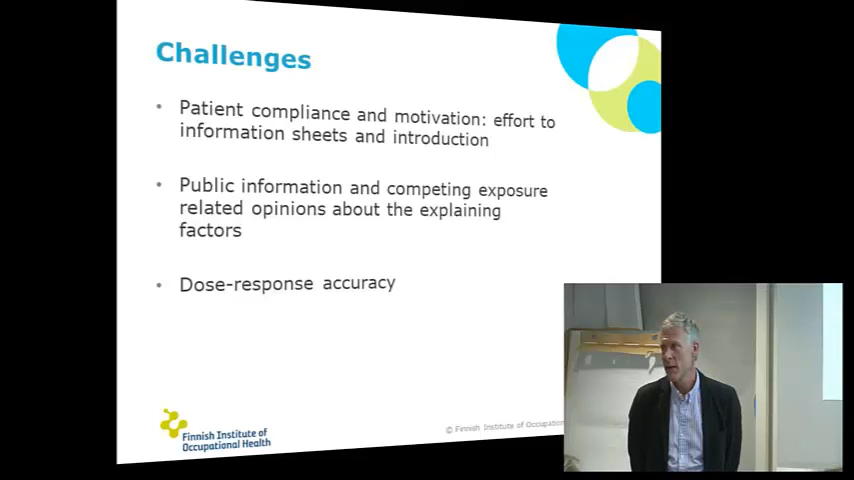 Challenges
• Patient compliance and motivation: effort to
information sheets and introduction
• Public information and competing exposure
related opinions about the explaining
factors
• Dose-response accuracy
Finnish Institute of
Occupational Health
© Finnish Institute of